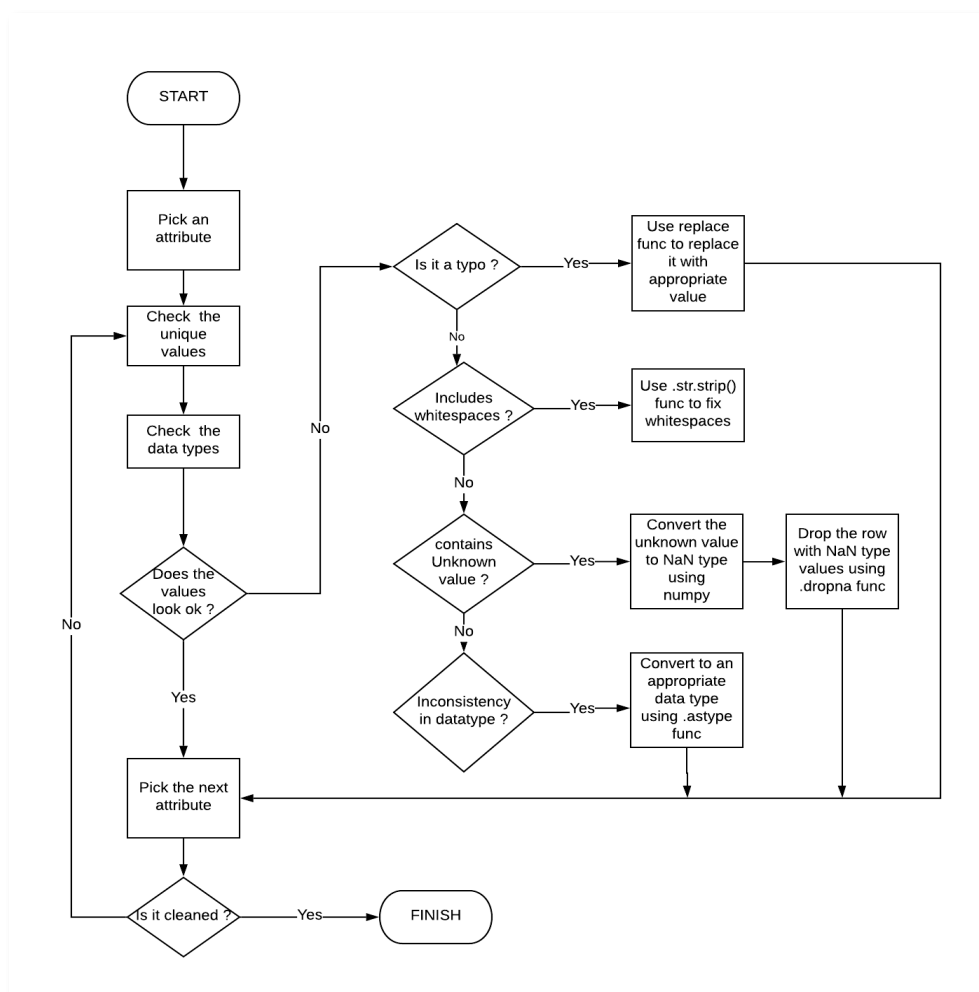 START
Pick an
attribute
Check the
unique
values
Check the
data types
Does the
values
look ok ?
No
Yes
No
Pick the next
attribute
Is it cleaned ?
Yes
FINISH
Is it a typo ?
Yes
Use replace
func to replace
it with
appropriate
value
No
Includes
whitespaces ?
Yes
Use .str.strip()
func to fix
whitespaces
No
contains
Unknown
value ?
Yes
Convert the
unknown value
to NaN type
using
numpy
Drop the row
with NaN type
values using
.dropna func
No
Inconsistency
in datatype ?
Yes
Convert to an
appropriate
data type
using .astype
func